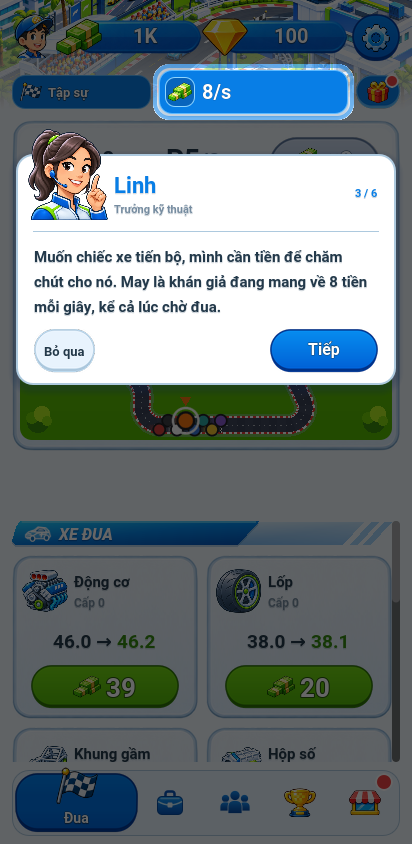 1K
100
Tập sự
8/s
Linh
Trưởng kỹ thuật
3 / 6
Muốn chiếc xe tiến bộ, mình cần tiền để chăm
chút cho nó. May là khán giả đang mang về 8 tiền
mỗi giây, kể cả lúc chờ đua.
Bỏ qua
Tiếp
XE ĐUA
Động cơ
Cấp 0
46.0 → 46.2
39
Lốp
Cấp 0
38.0 → 38.1
20
Khung gầm
Hộp số
Đua